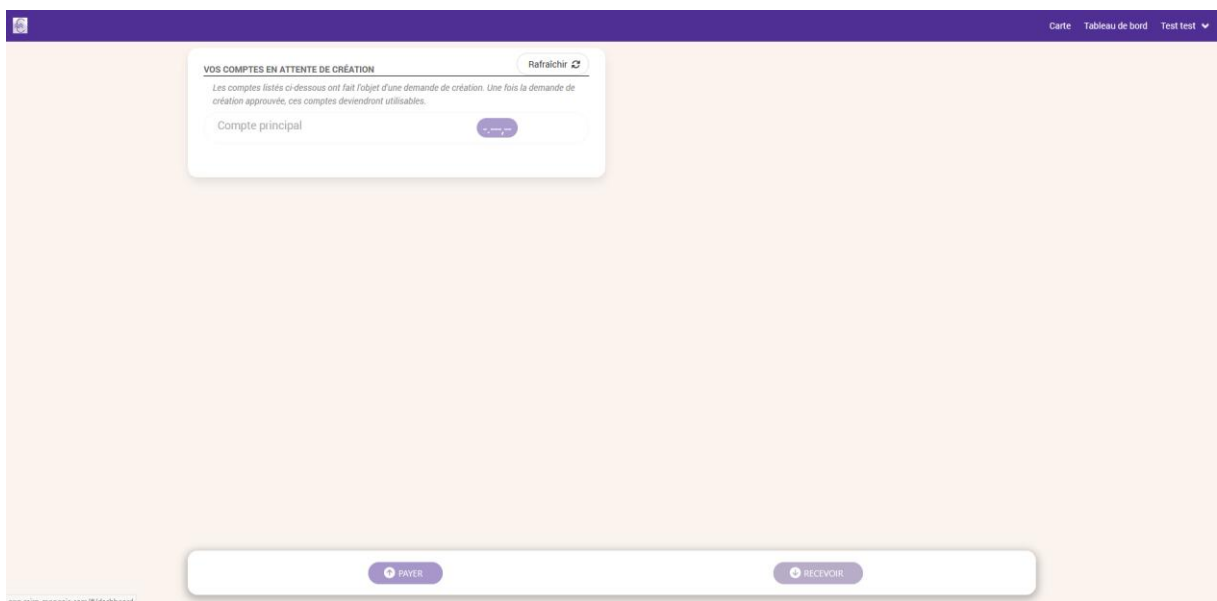 Carte Tableau de bord Test test
VOS COMPTES EN ATTENTE DE CRÉATION
Rafraîchir
Les comptes listés ci-dessous ont fait l'objet d'une demande de création. Une fois la demande de
création approuvée, ces comptes deviendront utilisables.
Compte principal
-.---,--
PAYER
RECEVOIR